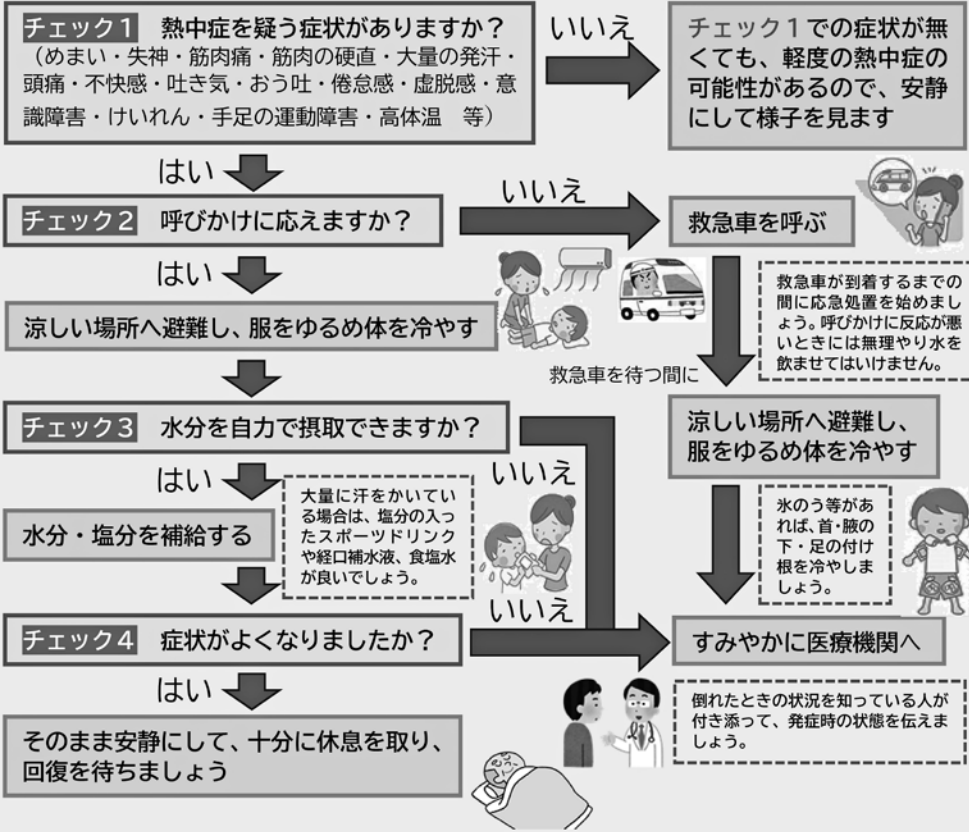 チェック1 熱中症を疑う症状がありますか?
(めまい・失神・筋肉痛・筋肉の硬直・大量の発汗・
頭痛・不快感・吐き気・おう吐・倦怠感・虚脱感・意
識障害・けいれん・手足の運動障害・高体温 等)
いいえ
チェック1での症状が無
くても、軽度の熱中症の
可能性があるので、安静
にして様子を見ます
はい
チェック2 呼びかけに応えますか?
いいえ
救急車を呼ぶ
はい
救急車が到着するまでの
間に応急処置を始めまし
ょう。呼びかけに反応が悪
いときには無理やり水を
飲ませてはいけません。
涼しい場所へ避難し、服をゆるめ体を冷やす
救急車を待つ間に
チェック3 水分を自力で摂取できますか?
いいえ
涼しい場所へ避難し、
服をゆるめ体を冷やす
はい
大量に汗をかいてい
る場合は、塩分の入っ
たスポーツドリンク
や経口補水液、食塩水
が良いでしょう。
氷のう等があ
れば、首・腋の
下・足の付け
根を冷やしま
しょう。
水分・塩分を補給する
チェック4 症状がよくなりましたか?
いいえ
すみやかに医療機関へ
はい
倒れたときの状況を知っている人が
付き添って、発症時の状態を伝えま
しょう。
そのまま安静にして、十分に休息を取り、
回復を待ちましょう